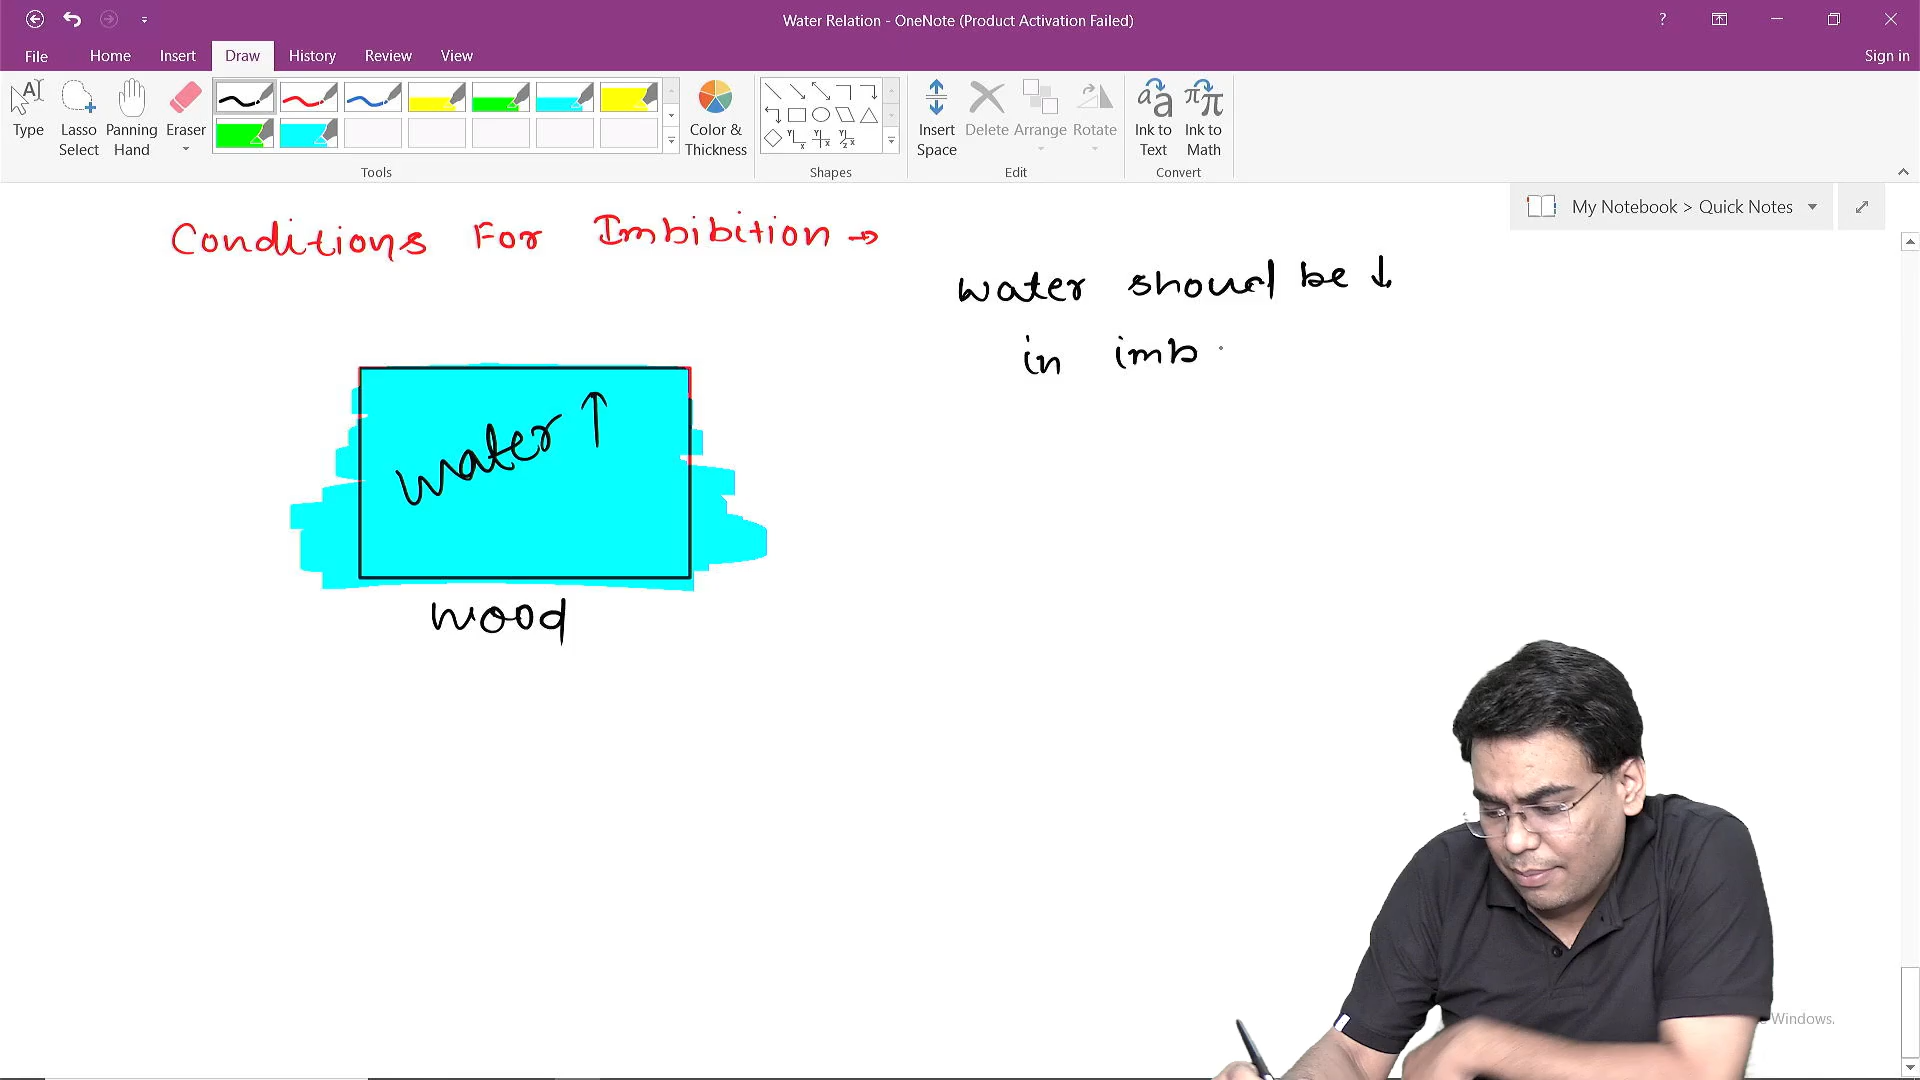 Water Relation - OneNote (Product Activation Failed)
?
File Home Insert Draw History Review View
Sign in
Type
Lasso Select
Panning Hand
Eraser
Color & Thickness
Insert Space
Delete
Arrange
Rotate
Ink to Text
Ink to Math
Tools
Shapes
Edit
Convert
My Notebook > Quick Notes
Conditions For Imbibition →
water should be ↓
in imb
water ↑
wood
Windows.